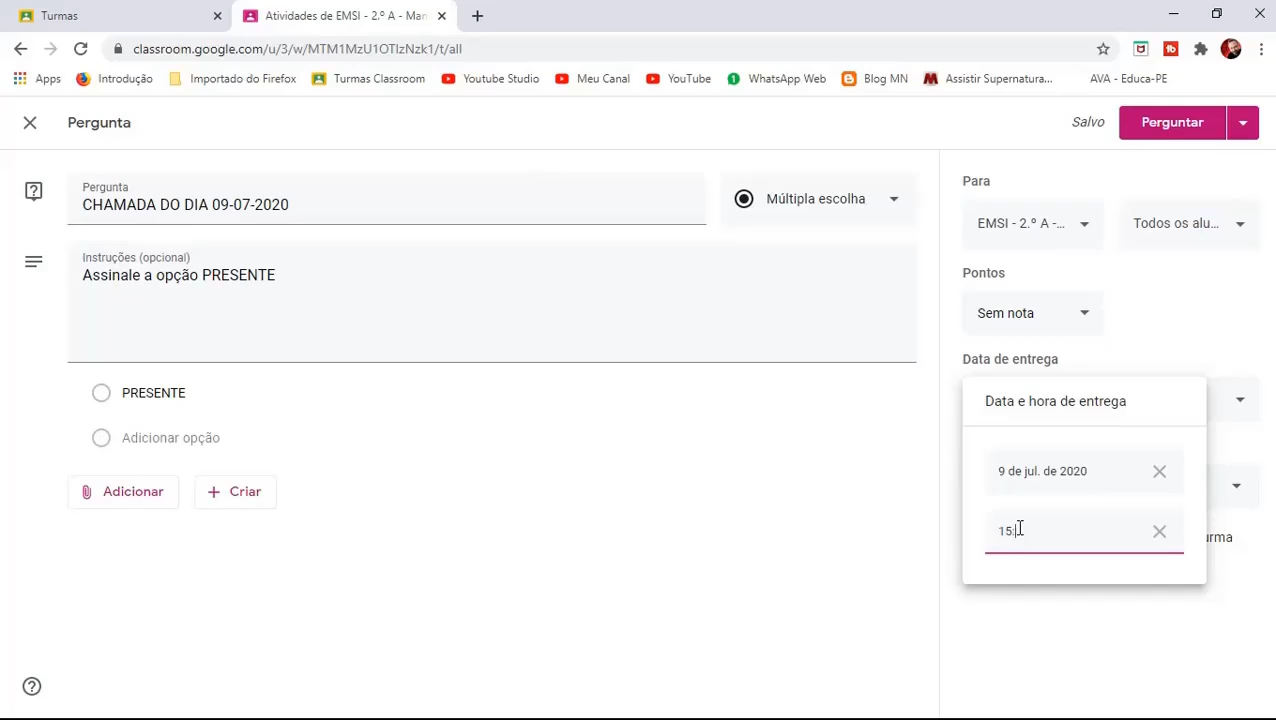 Turmas
Atividades de EMSI - 2.º A - Man
classroom.google.com/u/3/w/MTM1MzU1OTIzNzk1/t/all
Apps
Introdução
Importado do Firefox
Turmas Classroom
Youtube Studio
Meu Canal
YouTube
WhatsApp Web
Blog MN
Assistir Supernatura...
AVA - Educa-PE
Pergunta
Salvo
Perguntar
Pergunta
CHAMADA DO DIA 09-07-2020
Múltipla escolha
Instruções (opcional)
Assinale a opção PRESENTE
PRESENTE
Adicionar opção
Adicionar
Criar
Para
EMSI - 2.º A -...
Todos os alu...
Pontos
Sem nota
Data de entrega
Data e hora de entrega
9 de jul. de 2020
15:
urma